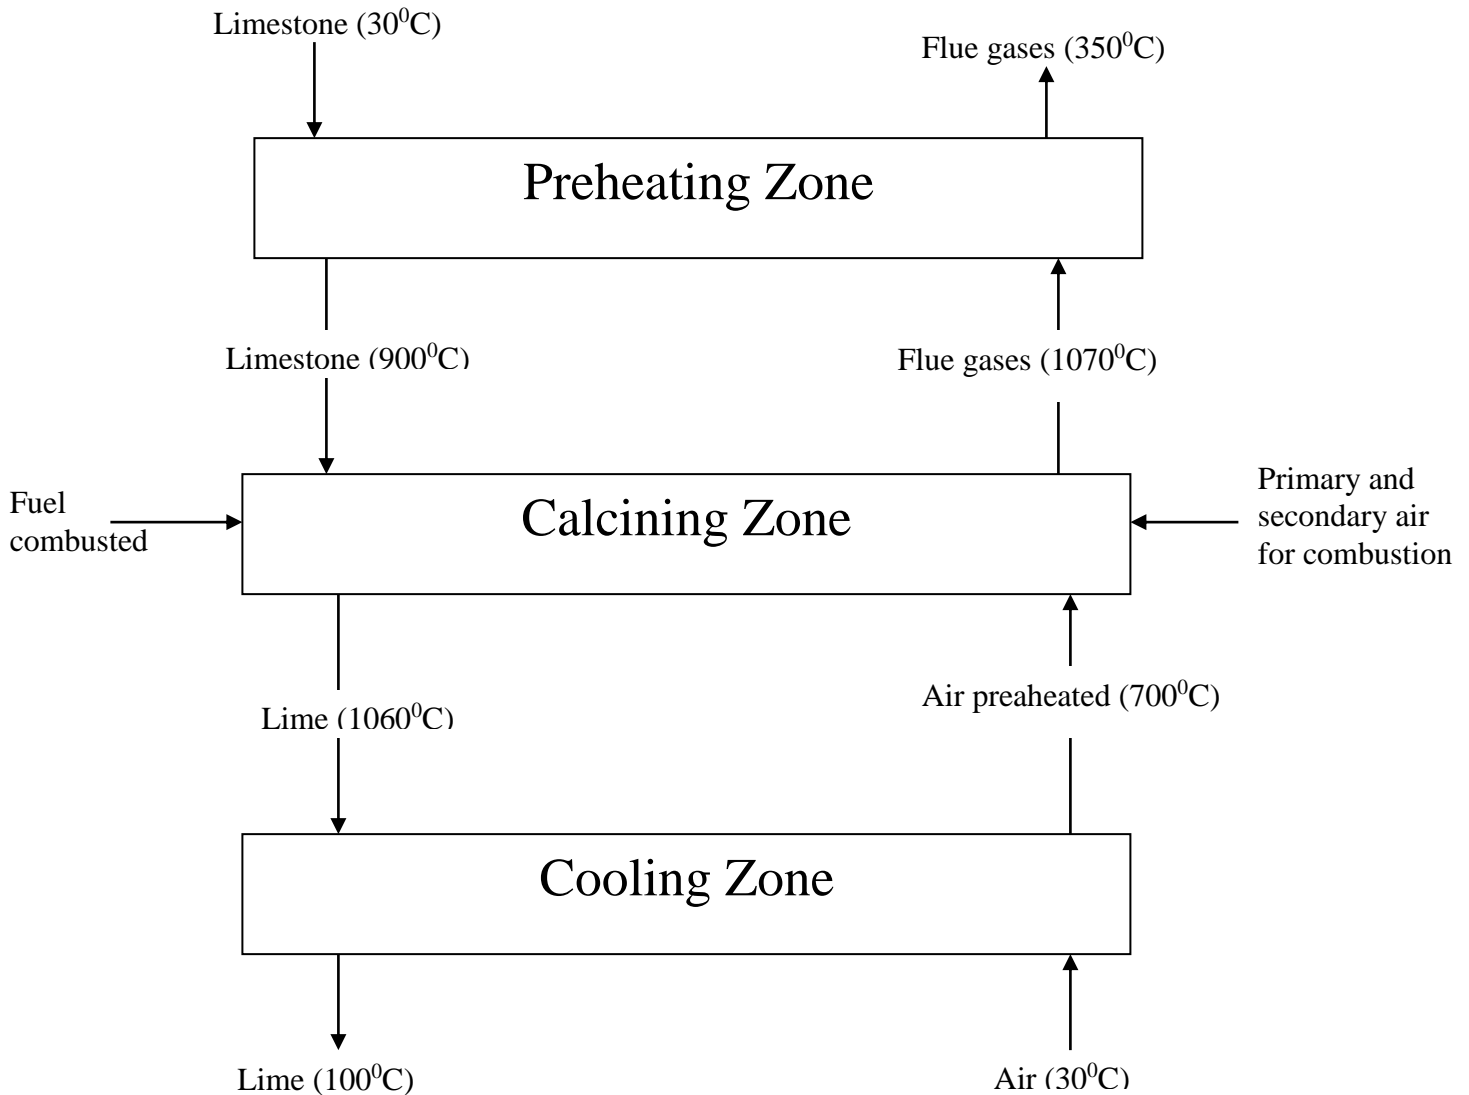 Limestone (30⁰C)
Flue gases (350⁰C)
Preheating Zone
Limestone (900⁰C)
Flue gases (1070⁰C)
Fuel
combusted
Calcining Zone
Primary and
secondary air
for combustion
Lime (1060⁰C)
Air preaheated (700⁰C)
Cooling Zone
Lime (100⁰C)
Air (30⁰C)